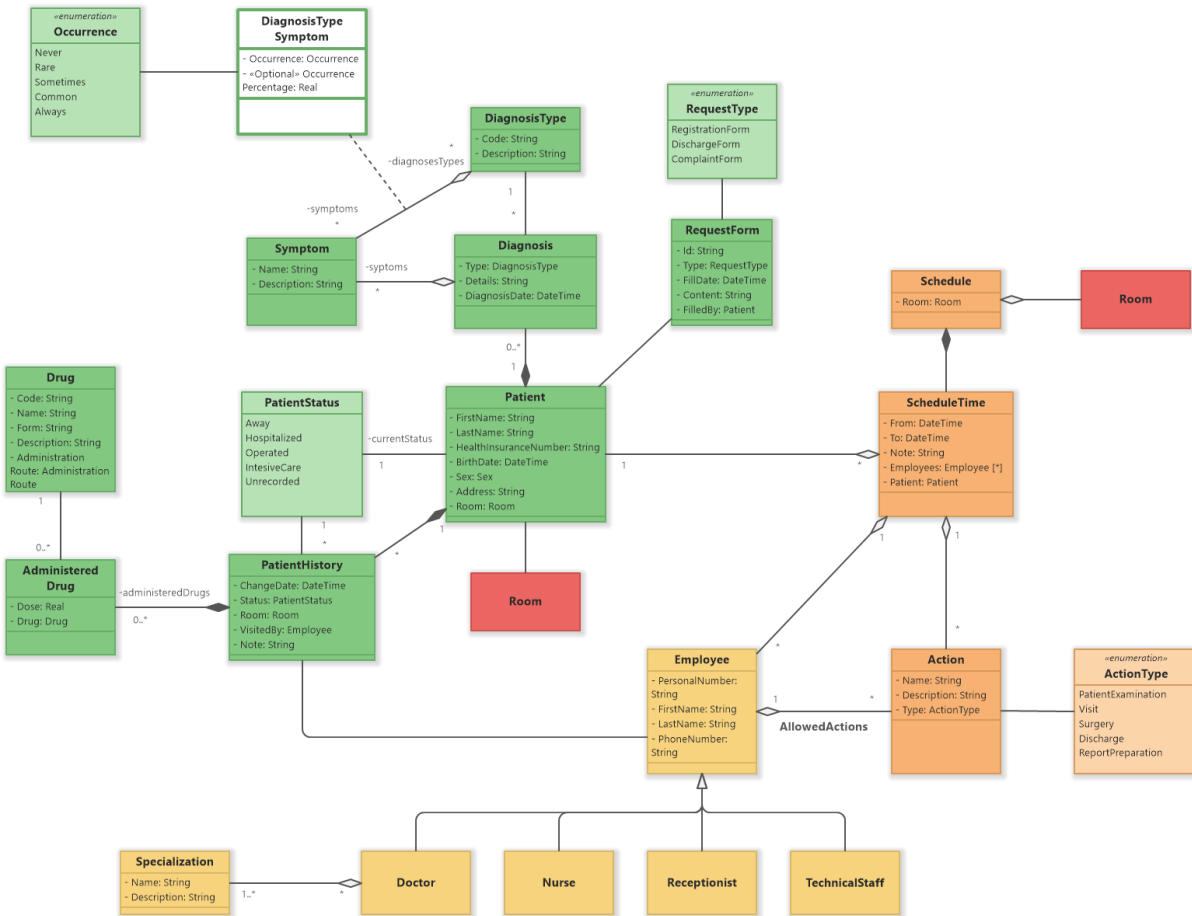 «enumeration»
Occurrence
Never
Rare
Sometimes
Common
Always
DiagnosisType
Symptom
- Occurrence: Occurrence
- «Optional» Occurrence
Percentage: Real
DiagnosisType
- Code: String
- Description: String
*
-diagnosesTypes
-symptoms
*
1
*
«enumeration»
RequestType
RegistrationForm
DischargeForm
ComplaintForm
Symptom
- Name: String
- Description: String
-syptoms
*
Diagnosis
- Type: DiagnosisType
- Details: String
- DiagnosisDate: DateTime
0..*
1
RequestForm
- Id: String
- Type: RequestType
- FillDate: DateTime
- Content: String
- FilledBy: Patient
Schedule
- Room: Room
Room
Drug
- Code: String
- Name: String
- Form: String
- Description: String
- Administration
Route: Administration
Route
1
0..*
PatientStatus
Away
Hospitalized
Operated
IntesiveCare
Unrecorded
-currentStatus
1
1
*
Patient
- FirstName: String
- LastName: String
- HealthInsuranceNumber: String
- BirthDate: DateTime
- Sex: Sex
- Address: String
- Room: Room
1
*
1
*
ScheduleTime
- From: DateTime
- To: DateTime
- Note: String
- Employees: Employee [*]
- Patient: Patient
1
1
*
*
Administered
Drug
- Dose: Real
- Drug: Drug
-administeredDrugs
0..*
PatientHistory
- ChangeDate: DateTime
- Status: PatientStatus
- Room: Room
- VisitedBy: Employee
- Note: String
Room
Employee
- PersonalNumber:
String
- FirstName: String
- LastName: String
- PhoneNumber:
String
1
*
AllowedActions
Action
- Name: String
- Description: String
- Type: ActionType
«enumeration»
ActionType
PatientExamination
Visit
Surgery
Discharge
ReportPreparation
Specialization
- Name: String
- Description: String
1..*
*
Doctor
Nurse
Receptionist
TechnicalStaff